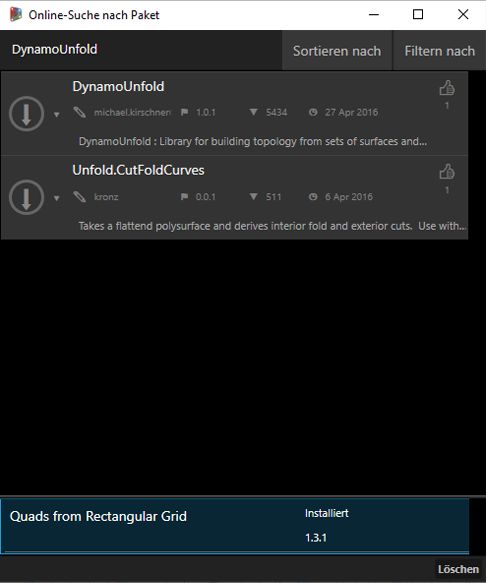 Online-Suche nach Paket
DynamoUnfold
Sortieren nach
Filtern nach
DynamoUnfold
michael.kirschner
1.0.1
5434
27 Apr 2016
1
DynamoUnfold : Library for building topology from sets of surfaces and...
Unfold.CutFoldCurves
kronz
0.0.1
511
6 Apr 2016
1
Takes a flattend polysurface and derives interior fold and exterior cuts.  Use with...
Quads from Rectangular Grid
Installiert
1.3.1
Löschen